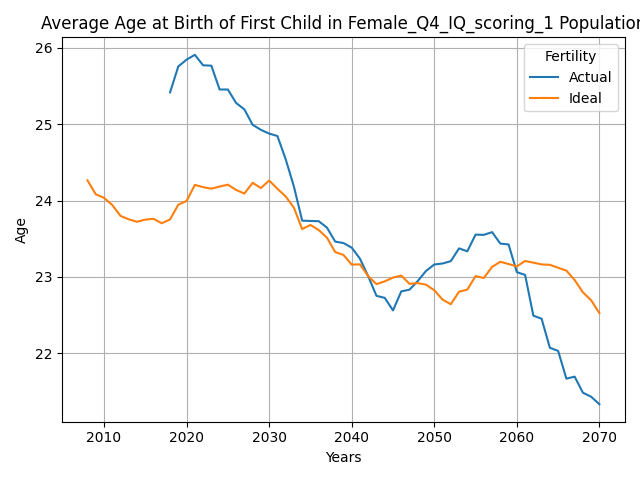 Average Age at Birth of First Child in Female_Q4_IQ_scoring_1 Population
Fertility
Actual
Ideal
26
25
24
23
22
Age
2010 2020 2030 2040 2050 2060 2070
Years